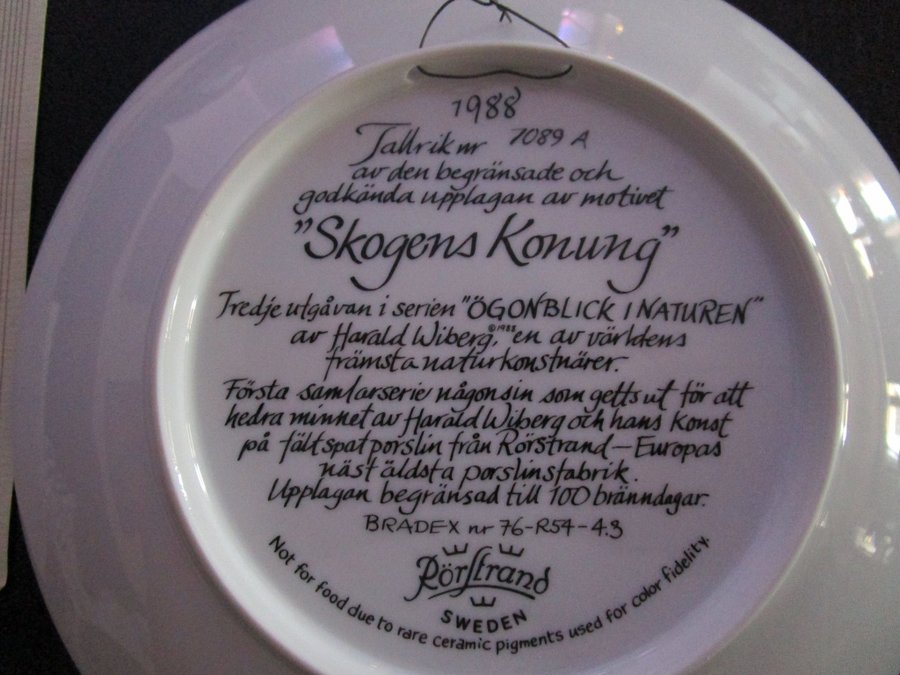 1988
Tallrik nr 7089 A
av den begränsade och
godkända upplagan av motivet
"Skogens Konung"
Tredje utgåvan i serien "ÖGONBLICK I NATUREN"
av Harald Wiberg, ©1988 en av världens
främsta naturkonstnärer.
Första samlarserie någonsin som getts ut för att
hedra minnet av Harald Wiberg och hans konst
på fältspatporslin från Rörstrand – Europas
näst äldsta porslinsfabrik.
Upplagan begränsad till 100 bränndagar.
BRADEX nr 76-R54-4.3
Rörstrand
SWEDEN
Not for food due to rare ceramic pigments used for color fidelity.